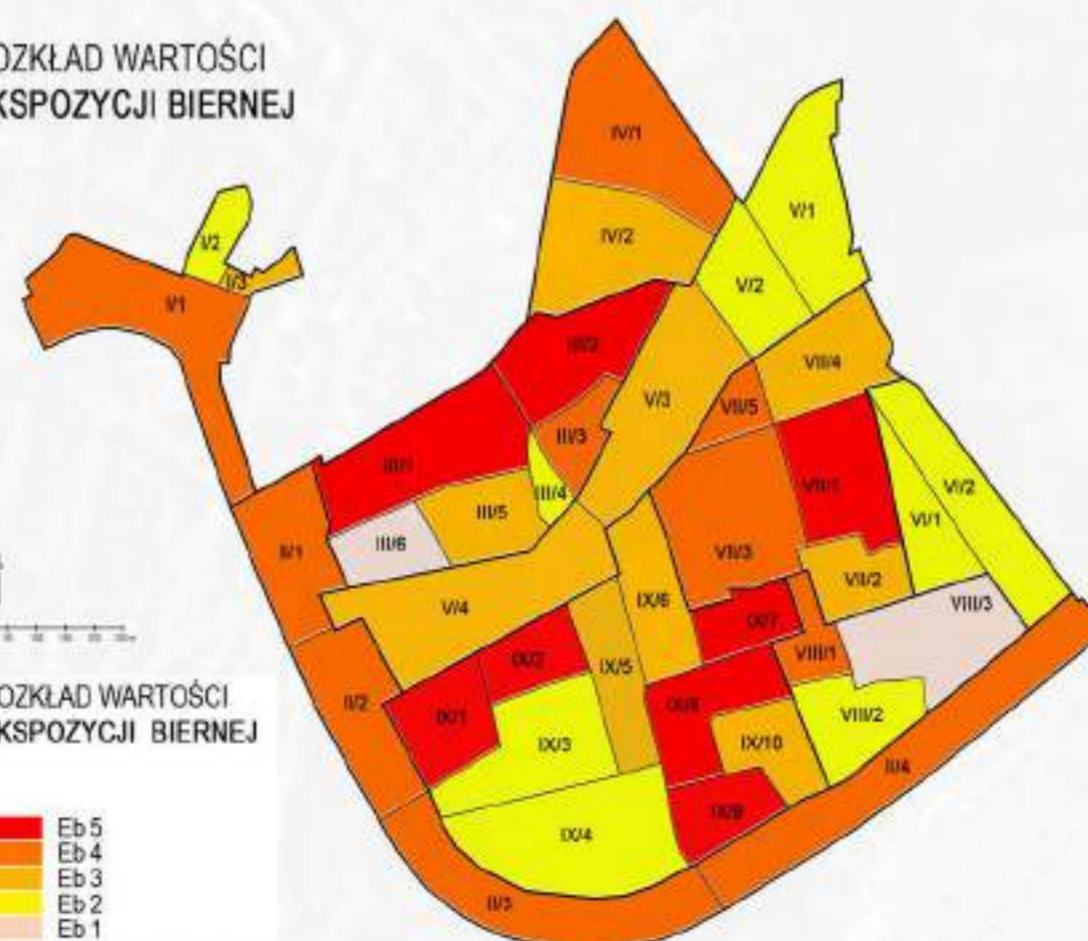 OZKŁAD WARTOŚCI
KSPOZYCJI BIERNEJ
IV/1
V/1
I/2
IV/2
I/3
V/2
I/1
III/2
VII/4
V/3
VII/5
III/3
III/1
VII/1
VI/2
III/4
III/5
VI/1
III/6
II/1
VII/3
VII/2
V/4
IX/6
VIII/3
IX/7
IX/2
IX/5
VIII/1
II/2
IX/1
IX/8
VIII/2
IX/3
IX/10
II/4
IX/9
IX/4
II/3
OZKŁAD WARTOŚCI
KSPOZYCJI BIERNEJ
Eb 5
Eb 4
Eb 3
Eb 2
Eb 1